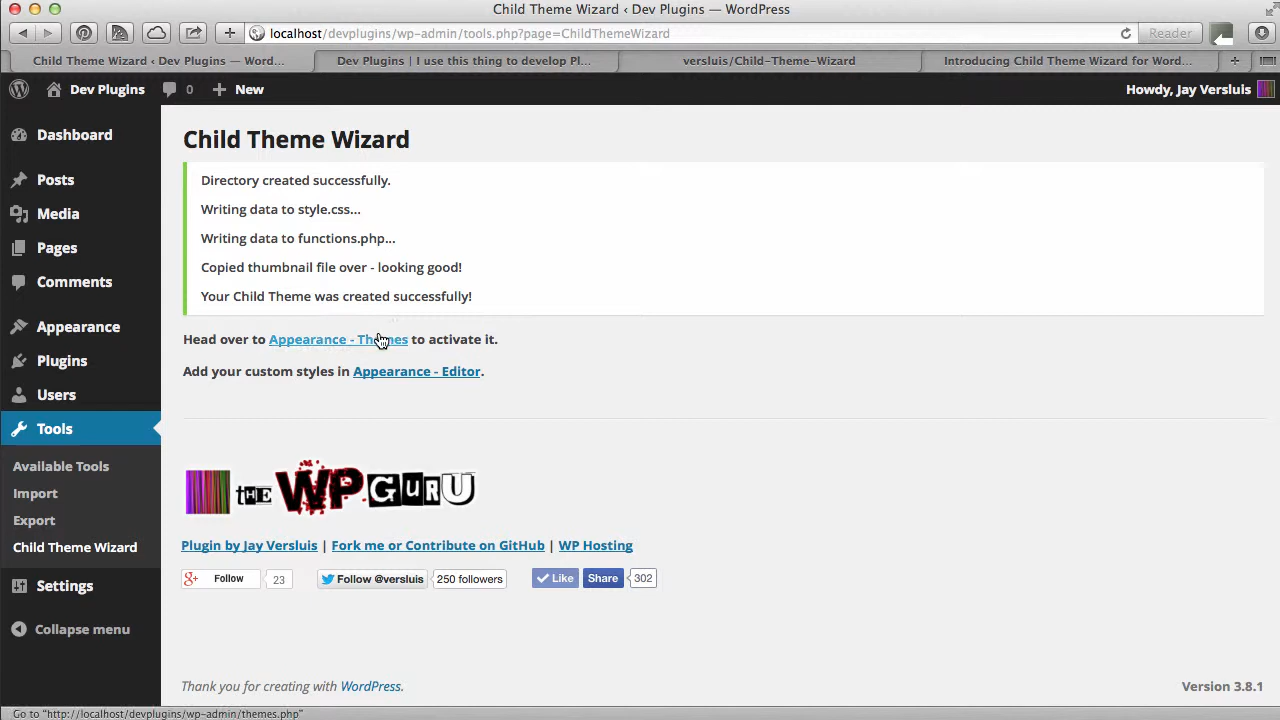 Child Theme Wizard ‹ Dev Plugins — WordPress
localhost/devplugins/wp-admin/tools.php?page=ChildThemeWizard
Reader
Child Theme Wizard ‹ Dev Plugins — Word...
Dev Plugins | I use this thing to develop Pl...
versluis/Child-Theme-Wizard
Introducing Child Theme Wizard for Word...
Dev Plugins
0
New
Howdy, Jay Versluis
Dashboard
Posts
Media
Pages
Comments
Appearance
Plugins
Users
Tools
Available Tools
Import
Export
Child Theme Wizard
Settings
Collapse menu
Child Theme Wizard
Directory created successfully.
Writing data to style.css...
Writing data to functions.php...
Copied thumbnail file over - looking good!
Your Child Theme was created successfully!
Head over to Appearance - Themes to activate it.
Add your custom styles in Appearance - Editor.
tHE WP GURU
Plugin by Jay Versluis | Fork me or Contribute on GitHub | WP Hosting
Follow 23 Follow @versluis 250 followers Like Share 302
Thank you for creating with WordPress.
Version 3.8.1
Go to "http://localhost/devplugins/wp-admin/themes.php"